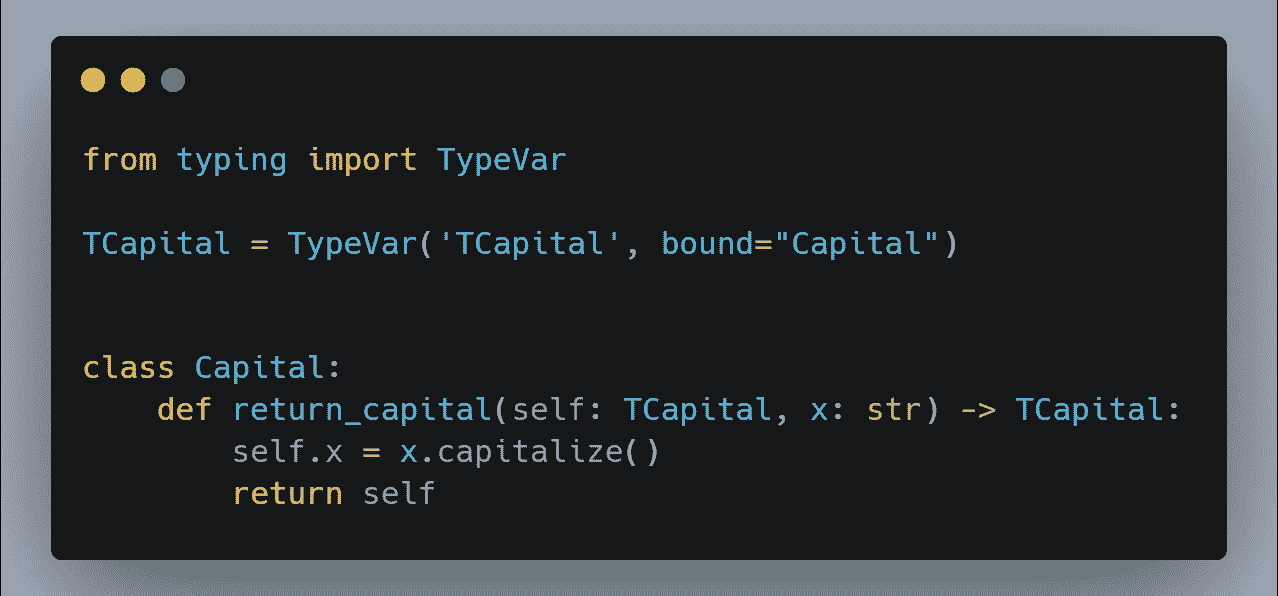 from typing import TypeVar
TCapital = TypeVar('TCapital', bound="Capital")
class Capital:
    def return_capital(self: TCapital, x: str) -> TCapital:
        self.x = x.capitalize()
        return self